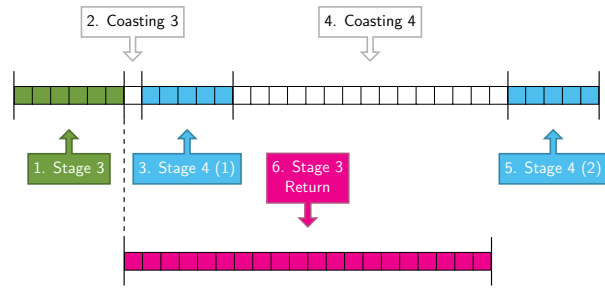 2. Coasting 3
4. Coasting 4
1. Stage 3
3. Stage 4 (1)
6. Stage 3
Return
5. Stage 4 (2)